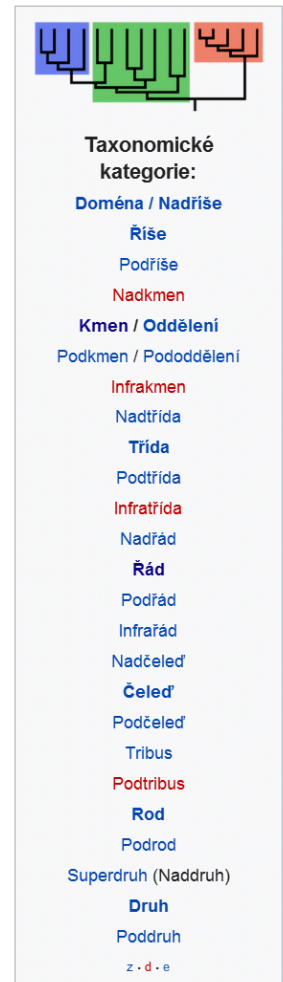 Taxonomické
kategorie:
Doména / Nadříše
Říše
Podříše
Nadkmen
Kmen / Oddělení
Podkmen / Pododdělení
Infrakmen
Nadtřída
Třída
Podtřída
Infratřída
Nadřád
Řád
Podřád
Infrařád
Nadčeleď
Čeleď
Podčeleď
Tribus
Podtribus
Rod
Podrod
Superdruh (Naddruh)
Druh
Poddruh
z · d · e